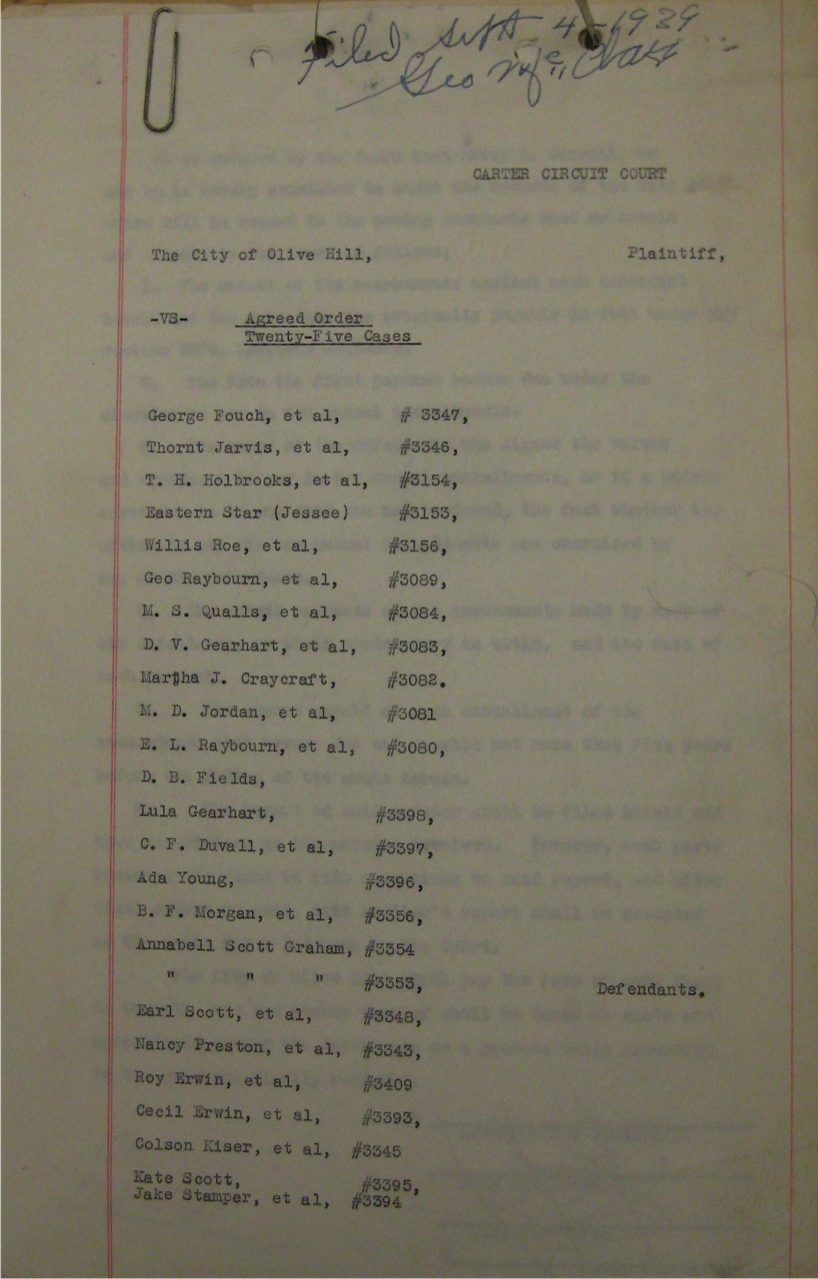 Filed Sept 4-1939
Geo McClass
CARTER CIRCUIT COURT
The City of Olive Hill, Plaintiff,
-VS- Agreed Order
Twenty-Five Cases
George Fouch, et al, # 3347,
Thornt Jarvis, et al, #3346,
T. H. Holbrooks, et al, #3154,
Eastern Star (Jessee) #3153,
Willis Roe, et al, #3156,
Geo Raybourn, et al, #3089,
M. S. Qualls, et al, #3084,
D. V. Gearhart, et al, #3083,
Martha J. Craycraft, #3082.
M. D. Jordan, et al, #3081
E. L. Raybourn, et al, #3080,
D. B. Fields,
Lula Gearhart, #3398,
C. F. Duvall, et al, #3397,
Ada Young, #3396,
B. F. Morgan, et al, #3356,
Annabell Scott Graham, #3354
" " " #3353, Defendants.
Earl Scott, et al, #3348,
Nancy Preston, et al, #3343,
Roy Erwin, et al, #3409
Cecil Erwin, et al, #3393,
Colson Kiser, et al, #3345
Kate Scott, #3395,
Jake Stamper, et al, #3394